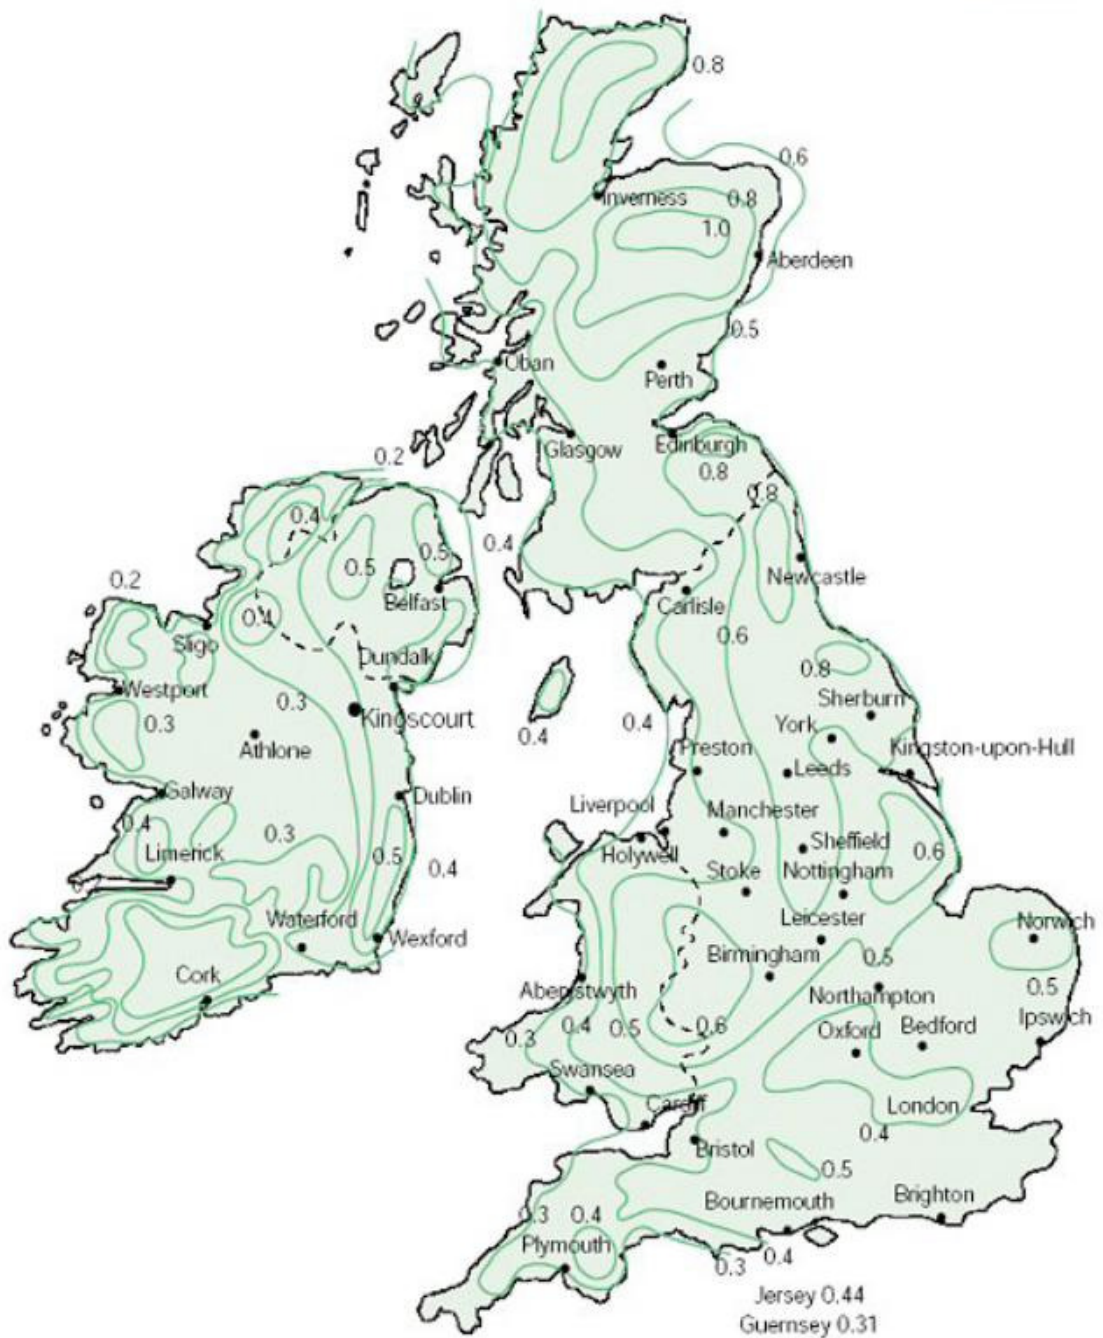 0.8
0.6
Inverness
0.8
1.0
Aberdeen
0.5
Oban
Perth
Glasgow
Edinburgh
0.2
0.8
0.8
0.4
0.4
0.5
0.5
Newcastle
0.2
Belfast
Carlisle
0.4
0.6
Sligo
Dundalk
0.8
Westport
Sherburn
0.3
0.3
Kingscourt
0.4
0.4
York
Athlone
Preston
Kingston-upon-Hull
Leeds
Galway
Dublin
Liverpool
Manchester
0.4
0.3
Limerick
0.5
0.4
Holywell
Sheffield
0.6
Stoke
Nottingham
Waterford
Wexford
Leicester
Norwich
Birmingham
0.5
Cork
Aberystwyth
Northampton
0.5
0.3
0.4
0.5
0.6
Oxford
Bedford
Ipswich
Swansea
Cardiff
London
0.4
Bristol
0.5
Bournemouth
Brighton
0.3
0.4
Plymouth
0.3
0.4
Jersey 0.44
Guernsey 0.31